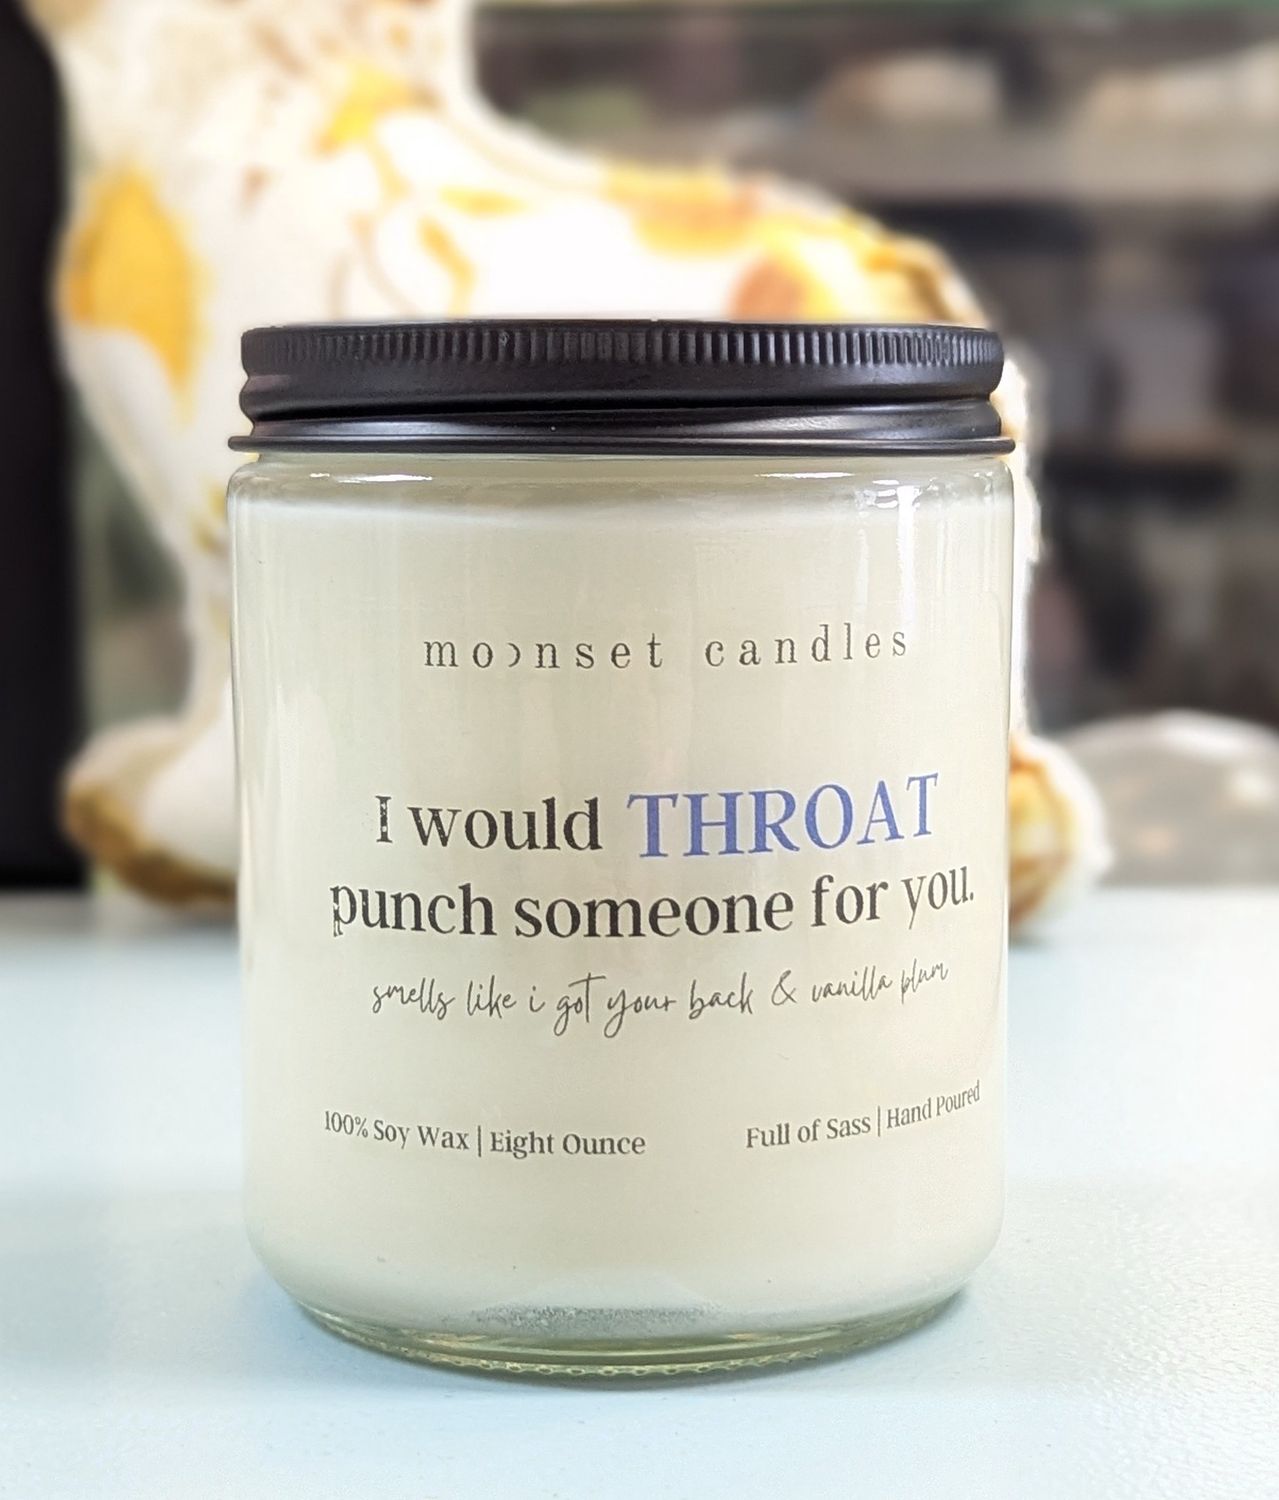 moonset candles
I would THROAT
punch someone for you.
smells like i got your back & vanilla plum
100% Soy Wax | Eight Ounce
Full of Sass | Hand Poured